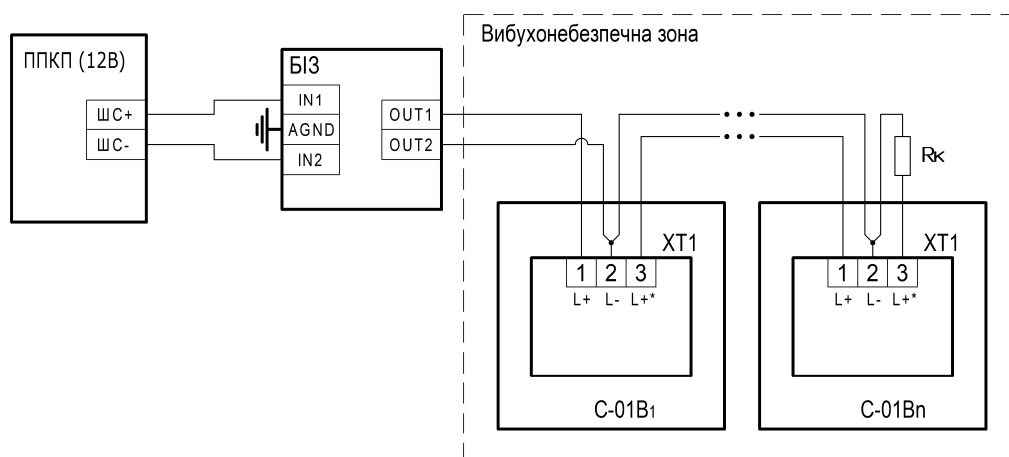 Вибухонебезпечна зона
ППКП (12В)
ШС+
ШС-
БІЗ
IN1
AGND
IN2
OUT1
OUT2
Rк
XT1
1 2 3
L+ L- L+*
С-01В1
XT1
1 2 3
L+ L- L+*
С-01Вn